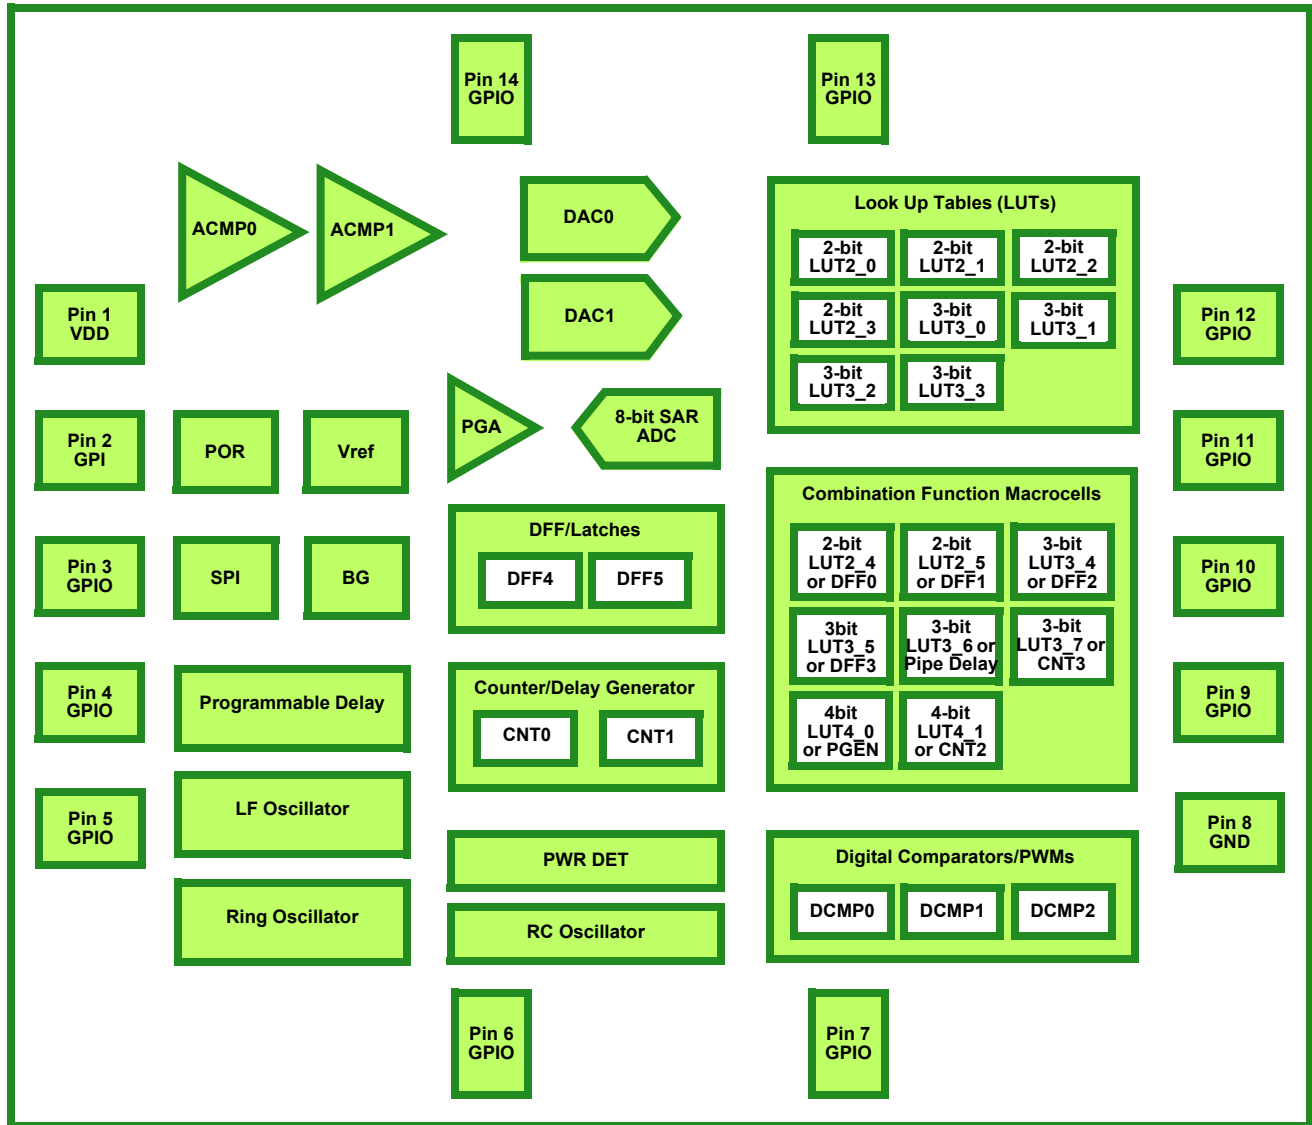 Pin 14
GPIO
Pin 13
GPIO
ACMP0
ACMP1
DAC0
DAC1
Look Up Tables (LUTs)
2-bit
LUT2_0
2-bit
LUT2_1
2-bit
LUT2_2
2-bit
LUT2_3
3-bit
LUT3_0
3-bit
LUT3_1
3-bit
LUT3_2
3-bit
LUT3_3
Pin 1
VDD
Pin 12
GPIO
PGA
8-bit SAR
ADC
Pin 2
GPI
POR
Vref
Pin 11
GPIO
Combination Function Macrocells
2-bit
LUT2_4
or DFF0
2-bit
LUT2_5
or DFF1
3-bit
LUT3_4
or DFF2
3bit
LUT3_5
or DFF3
3-bit
LUT3_6 or
Pipe Delay
3-bit
LUT3_7 or
CNT3
4bit
LUT4_0
or PGEN
4-bit
LUT4_1
or CNT2
DFF/Latches
DFF4
DFF5
Pin 3
GPIO
SPI
BG
Pin 10
GPIO
Pin 4
GPIO
Programmable Delay
Counter/Delay Generator
CNT0
CNT1
Pin 9
GPIO
Pin 5
GPIO
LF Oscillator
PWR DET
Digital Comparators/PWMs
DCMP0
DCMP1
DCMP2
Pin 8
GND
Ring Oscillator
RC Oscillator
Pin 6
GPIO
Pin 7
GPIO